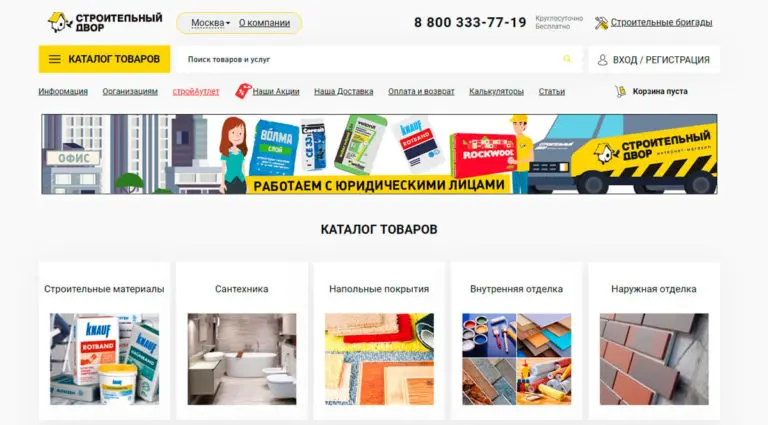 СТРОИТЕЛЬНЫЙ
ДВОР
Москва
О компании
8 800 333-77-19
Круглосуточно
Бесплатно
Строительные бригады
КАТАЛОГ ТОВАРОВ
Поиск товаров и услуг
ВХОД / РЕГИСТРАЦИЯ
Информация
Организациям
стройАутлет
Наши Акции
Наша Доставка
Оплата и возврат
Калькуляторы
Статьи
Корзина пуста
ОФИС
ВОЛМА
СЛОЙ
Ceresit
CE 33
KNAUF
ROTBAND
ROCKWOOL
СТРОИТЕЛЬНЫЙ
ДВОР
ИНТЕРНЕТ-МАГАЗИН
РАБОТАЕМ С ЮРИДИЧЕСКИМИ ЛИЦАМИ
КАТАЛОГ ТОВАРОВ
Строительные материалы
Сантехника
Напольные покрытия
Внутренняя отделка
Наружная отделка
KNAUF
ROTBAND